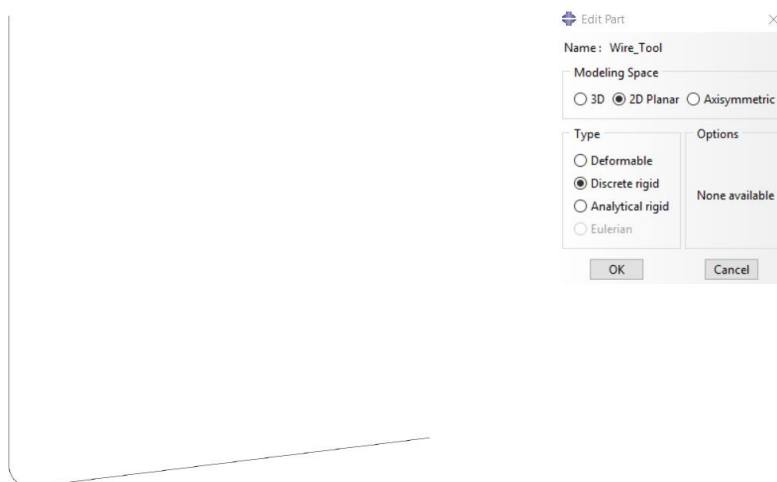 Edit Part
Name: Wire_Tool
Modeling Space
3D 2D Planar Axisymmetric
Type
Deformable
Discrete rigid
Analytical rigid
Eulerian
Options
None available
OK Cancel